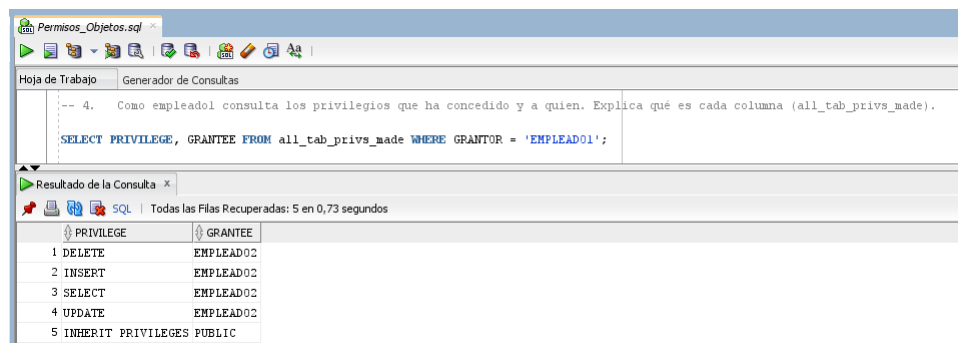 Permisos_Objetos.sql
Hoja de Trabajo Generador de Consultas
-- 4. Como empleado1 consulta los privilegios que ha concedido y a quien. Explica qué es cada columna (all_tab_privs_made).
SELECT PRIVILEGE, GRANTEE FROM all_tab_privs_made WHERE GRANTOR = 'EMPLEADO1';
Resultado de la Consulta x
SQL | Todas las Filas Recuperadas: 5 en 0,73 segundos
PRIVILEGE GRANTEE
1 DELETE EMPLEADO2
2 INSERT EMPLEADO2
3 SELECT EMPLEADO2
4 UPDATE EMPLEADO2
5 INHERIT PRIVILEGES PUBLIC